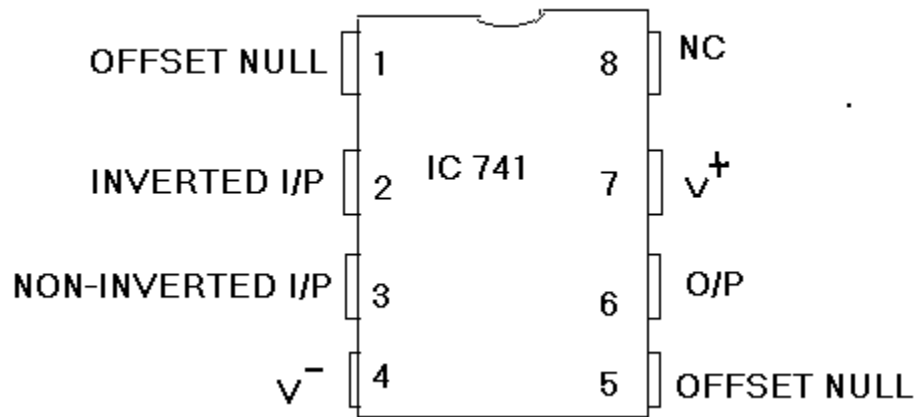 OFFSET NULL 1 8 NC
INVERTED I/P 2 IC 741 7 V+
NON-INVERTED I/P 3 6 O/P
V- 4 5 OFFSET NULL